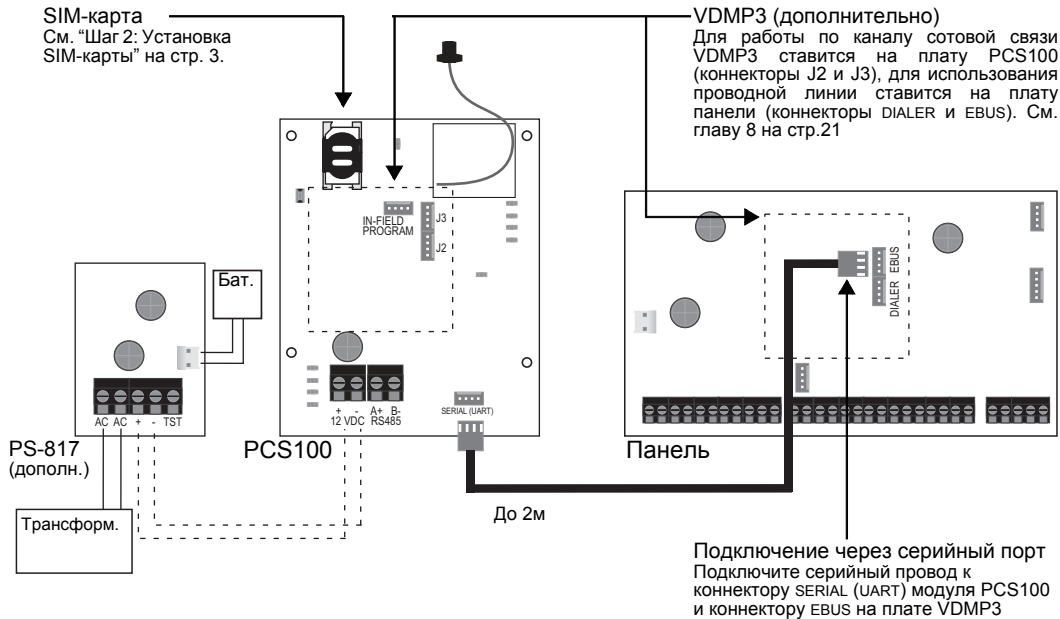 SIM-карта
См. “Шаг 2: Установка
SIM-карты” на стр. 3.
VDMP3 (дополнительно)
Для работы по каналу сотовой связи
VDMP3 ставится на плату PCS100
(коннекторы J2 и J3), для использования
проводной линии ставится на плату
панели (коннекторы DIALER и EBUS). См.
главу 8 на стр.21
IN-FIELD
PROGRAM
J3
J2
EBUS
DIALER
Бат.
AC AC + - TST
+ - A+ B-
12 VDC RS485
SERIAL (UART)
PS-817
(дополн.)
PCS100
Панель
Трансформ.
До 2м
Подключение через серийный порт
Подключите серийный провод к
коннектору SERIAL (UART) модуля PCS100
и коннектору EBUS на плате VDMP3